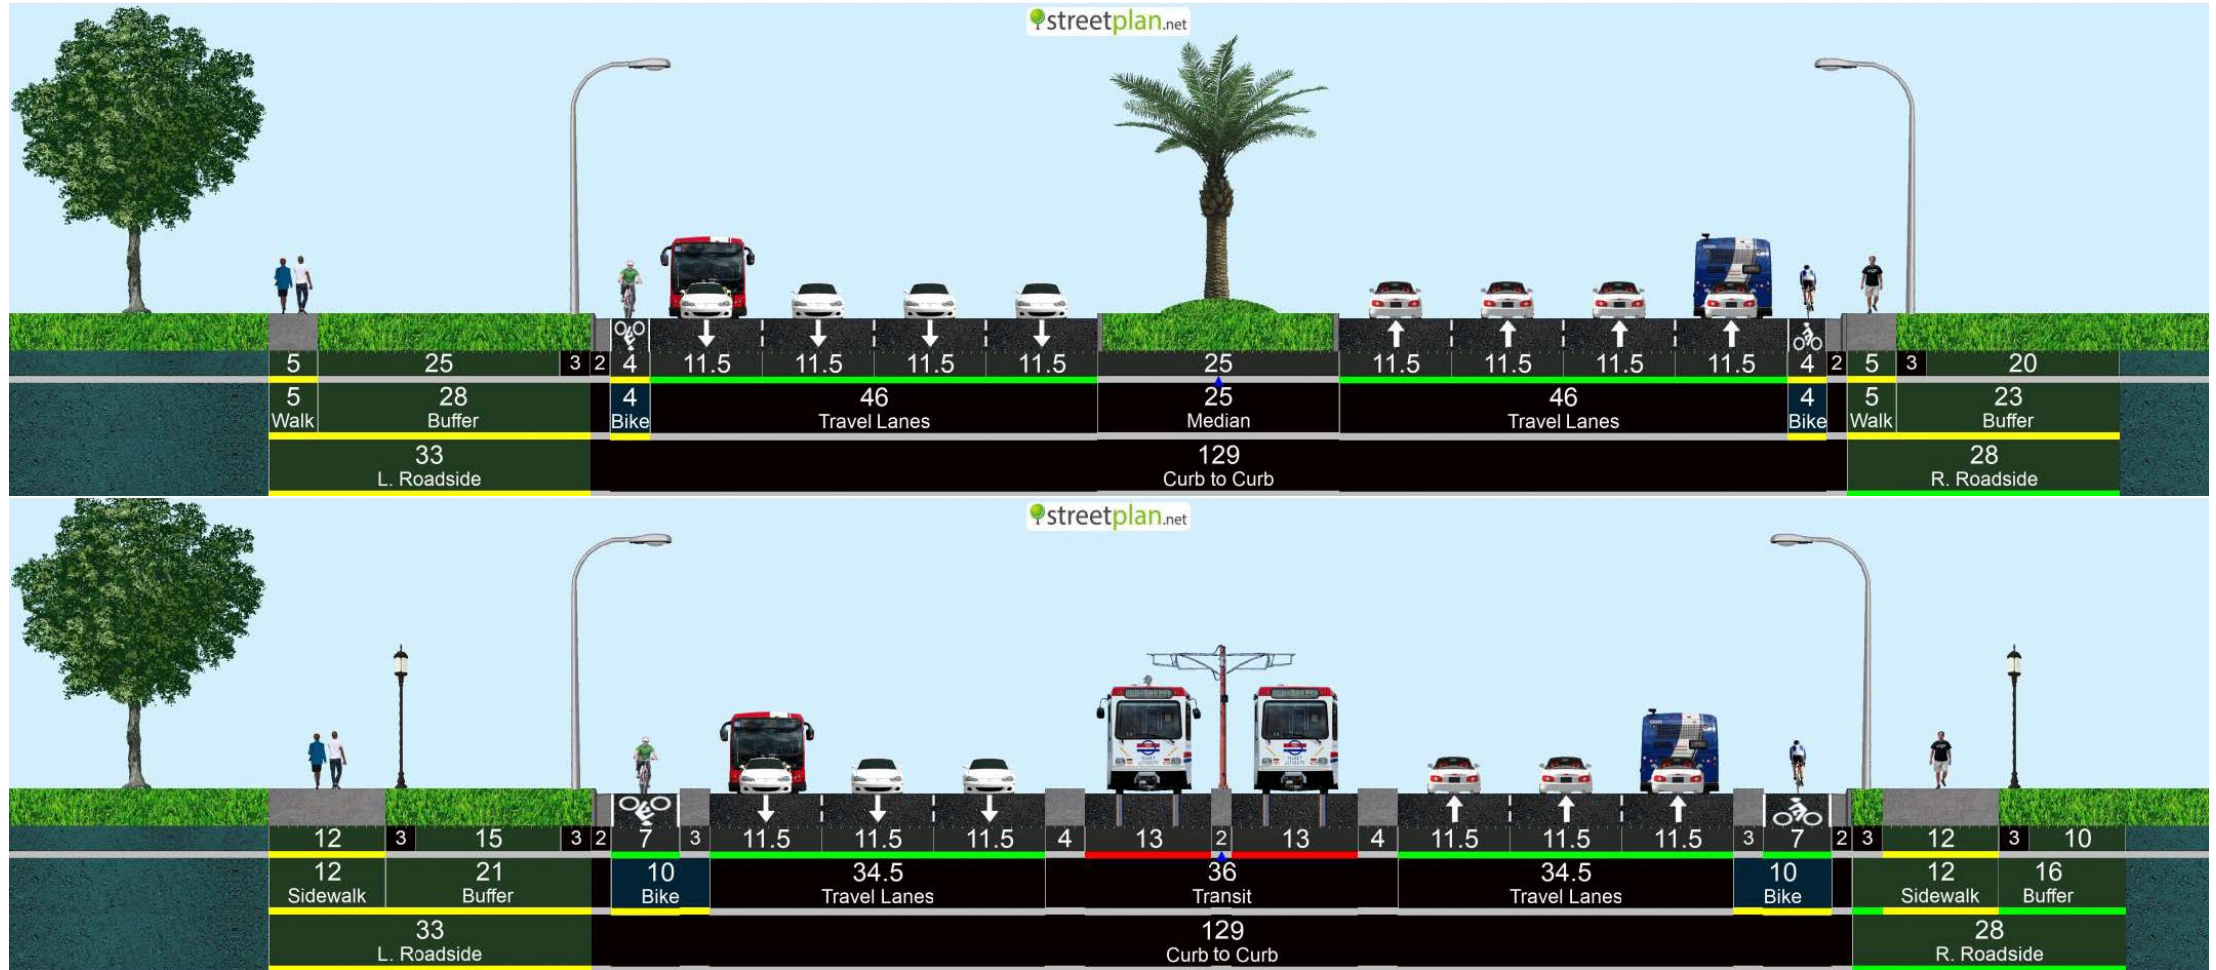 streetplan.net
5 25 3 2 4 11.5 11.5 11.5 11.5 25 11.5 11.5 11.5 11.5 4 2 5 3 20
5 28 4 46 25 46 4 5 23
Walk Buffer Bike Travel Lanes Median Travel Lanes Bike Walk Buffer
33 129 28
L. Roadside Curb to Curb R. Roadside
streetplan.net
12 3 15 3 2 7 3 11.5 11.5 11.5 4 13 2 13 4 11.5 11.5 11.5 3 7 2 3 12 3 10
12 21 10 34.5 36 34.5 10 12 16
Sidewalk Buffer Bike Travel Lanes Transit Travel Lanes Bike Sidewalk Buffer
33 129 28
L. Roadside Curb to Curb R. Roadside